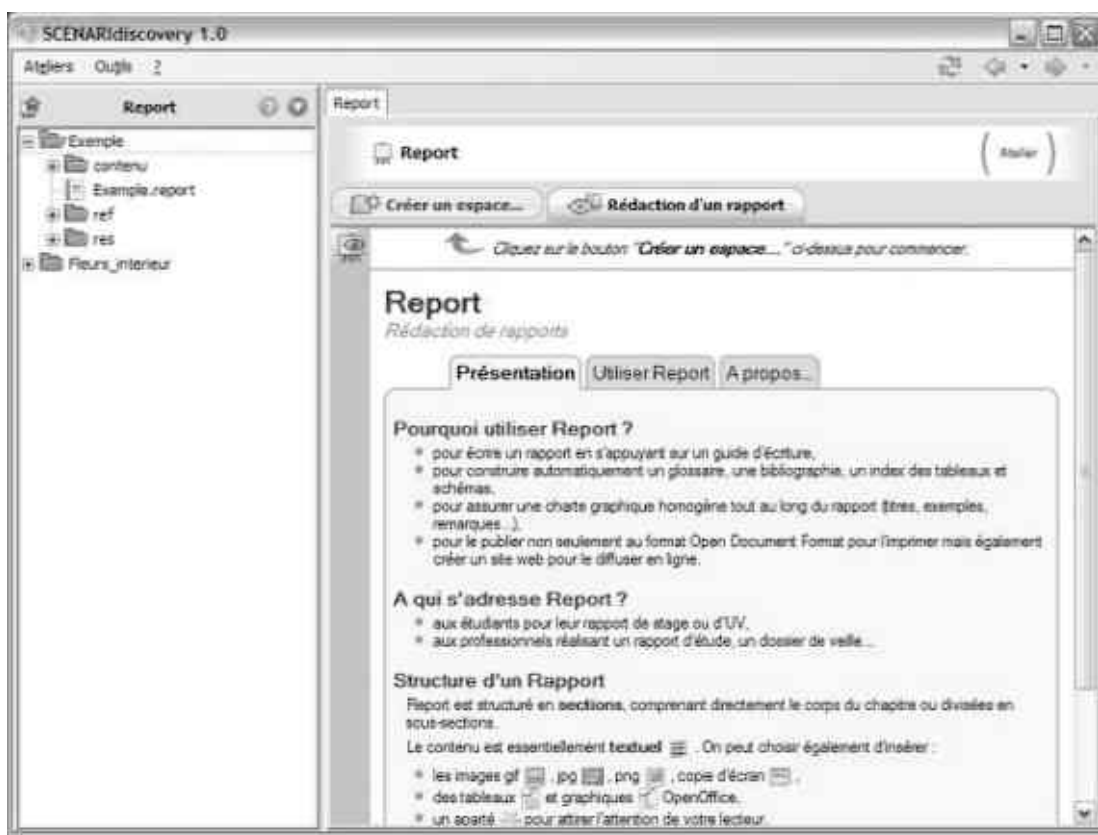 SCENARIdiscovery 1.0
Ateliers Outils ?
Report
Exemple
contenu
Example.report
ref
res
Fleurs_interieur
Report
Report
Atelier
Créer un espace...
Rédaction d'un rapport
Cliquez sur le bouton "Créer un espace...." ci-dessus pour commencer.
Report
Rédaction de rapports
Présentation
Utiliser Report
A propos...
Pourquoi utiliser Report ?
pour écrire un rapport en s'appuyant sur un guide d'écriture,
pour construire automatiquement un glossaire, une bibliographie, un index des tableaux et
schémas,
pour assurer une charte graphique homogène tout au long du rapport (titres, exemples,
remarques...),
pour le publier non seulement au format Open Document Format pour l'imprimer mais également
créer un site web pour le diffuser en ligne.
A qui s'adresse Report ?
aux étudiants pour leur rapport de stage ou d'UV,
aux professionnels réalisant un rapport d'étude, un dossier de veille...
Structure d'un Rapport
Report est structuré en sections, comprenant directement le corps du chapitre ou divisées en
sous-sections.
Le contenu est essentiellement textuel . On peut choisir également d'insérer :
les images gif , jpg , png , copie d'écran ,
des tableaux et graphiques OpenOffice,
un aparté pour attirer l'attention de votre lecteur.